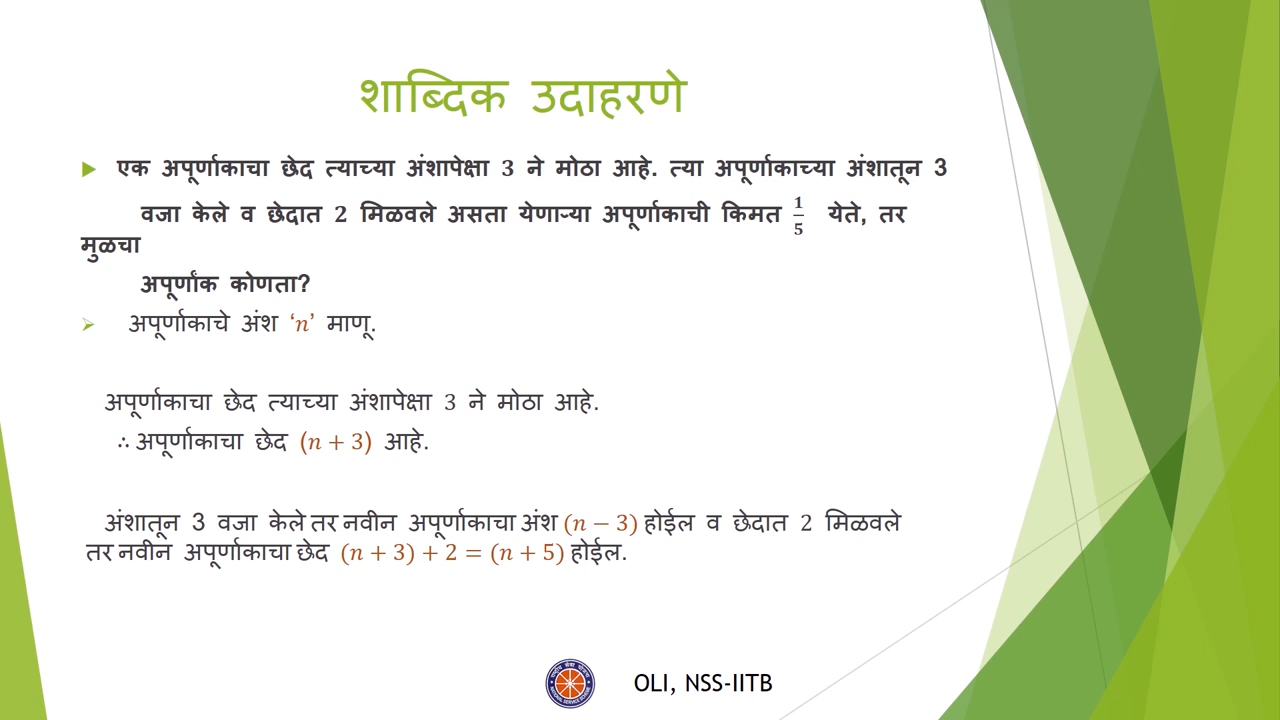 शाब्दिक उदाहरणे
एक अपूर्णाकाचा छेद त्याच्या अंशापेक्षा 3 ने मोठा आहे. त्या अपूर्णाकाच्या अंशातून 3
वजा केले व छेदात 2 मिळवले असता येणाऱ्या अपूर्णाकाची किमत 1/5 येते, तर
मुळचा
अपूर्णांक कोणता?
अपूर्णाकाचे अंश ‘n’ माणू.
अपूर्णाकाचा छेद त्याच्या अंशापेक्षा 3 ने मोठा आहे.
∴ अपूर्णाकाचा छेद (n + 3) आहे.
अंशातून 3 वजा केले तर नवीन अपूर्णाकाचा अंश (n − 3) होईल व छेदात 2 मिळवले
तर नवीन अपूर्णाकाचा छेद (n + 3) + 2 = (n + 5) होईल.
OLI, NSS-IITB